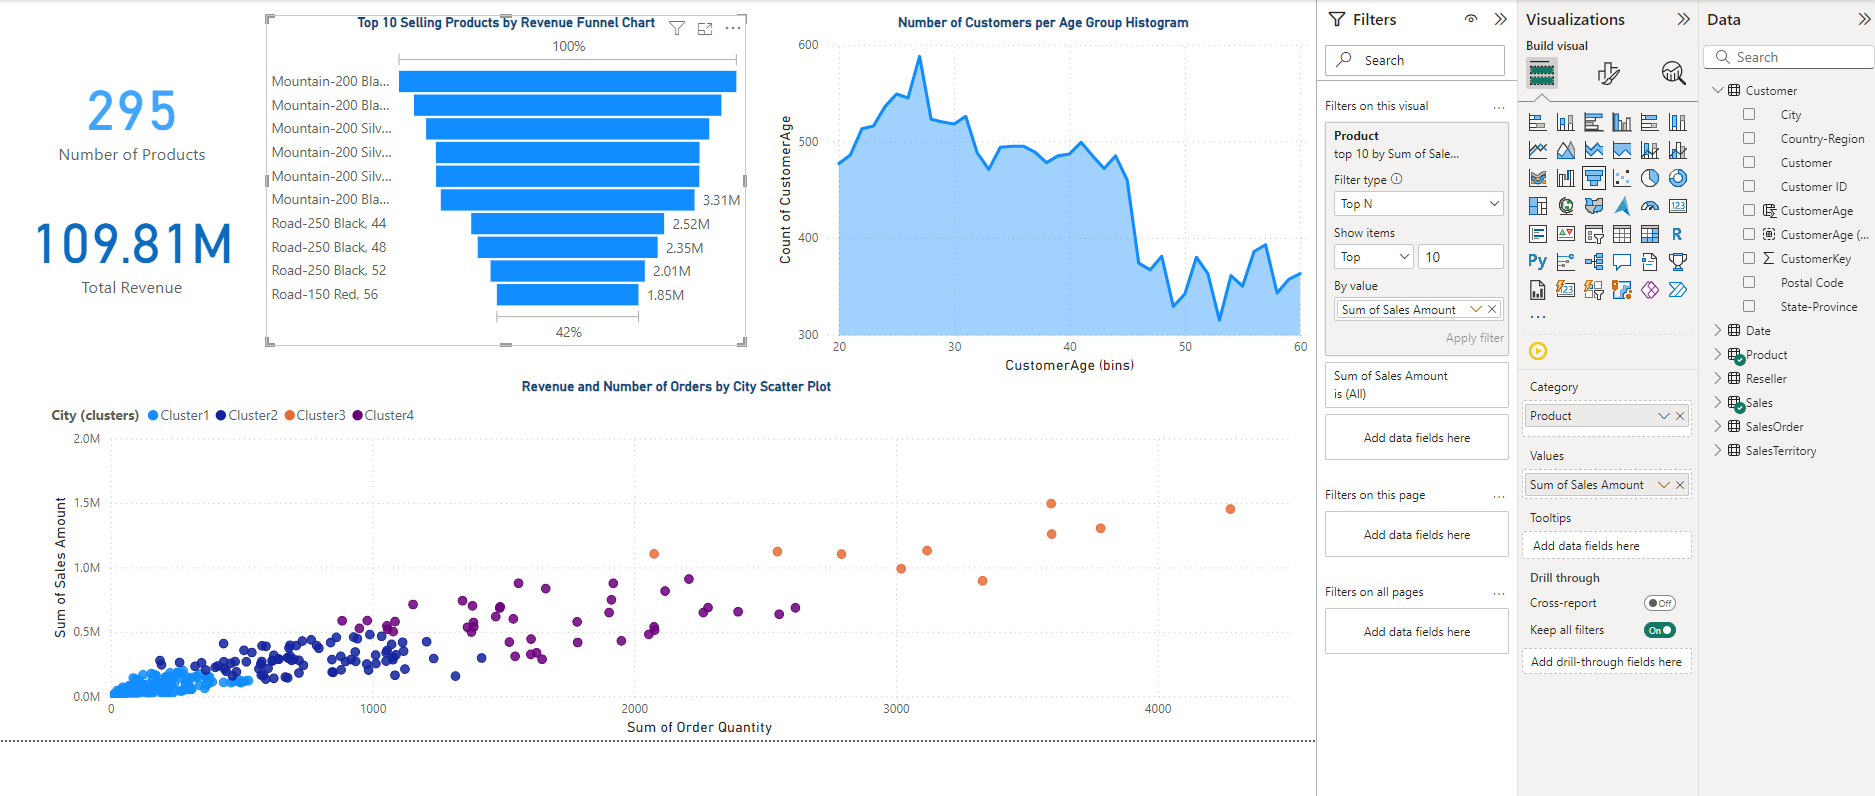 295
Number of Products
109.81M
Total Revenue
Top 10 Selling Products by Revenue Funnel Chart
100%
Mountain-200 Bla...
Mountain-200 Bla...
Mountain-200 Silv...
Mountain-200 Silv...
Mountain-200 Silv...
Mountain-200 Bla... 3.31M
Road-250 Black, 44 2.52M
Road-250 Black, 48 2.35M
Road-250 Black, 52 2.01M
Road-150 Red, 56 1.85M
42%
Number of Customers per Age Group Histogram
Count of CustomerAge
600
500
400
300
20 30 40 50 60
CustomerAge (bins)
Revenue and Number of Orders by City Scatter Plot
City (clusters) Cluster1 Cluster2 Cluster3 Cluster4
Sum of Sales Amount
2.0M
1.5M
1.0M
0.5M
0.0M
0 1000 2000 3000 4000
Sum of Order Quantity
Filters
Search
Filters on this visual ...
Product
top 10 by Sum of Sale...
Filter type
Top N
Show items
Top 10
By value
Sum of Sales Amount
Apply filter
Sum of Sales Amount
is (All)
Add data fields here
Filters on this page ...
Add data fields here
Filters on all pages ...
Add data fields here
Visualizations
Build visual
123
R
Py
123
...
Category
Product
Values
Sum of Sales Amount
Tooltips
Add data fields here
Drill through
Cross-report Off
Keep all filters On
Add drill-through fields here
Data
Search
Customer
City
Country-Region
Customer
Customer ID
CustomerAge
CustomerAge (...
CustomerKey
Postal Code
State-Province
Date
Product
Reseller
Sales
SalesOrder
SalesTerritory